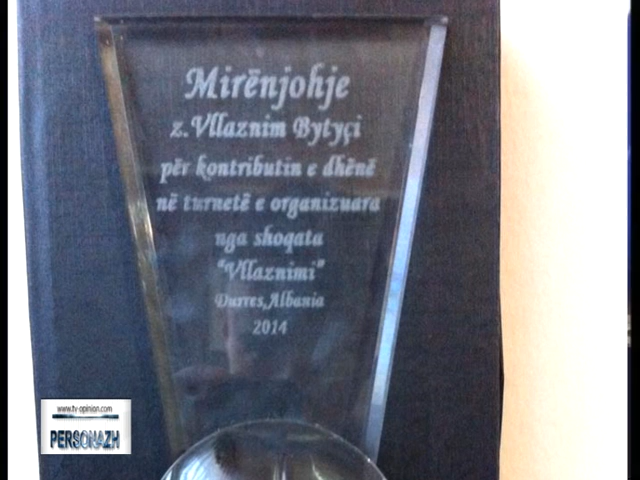 Mirënjohje
z.Vllaznim Bytyçi
për kontributin e dhënë
në turnetë e organizuara
nga shoqata
"Vllaznimi"
Durres,Albania
2014
www.tv-opinion.com
PERSONAZH